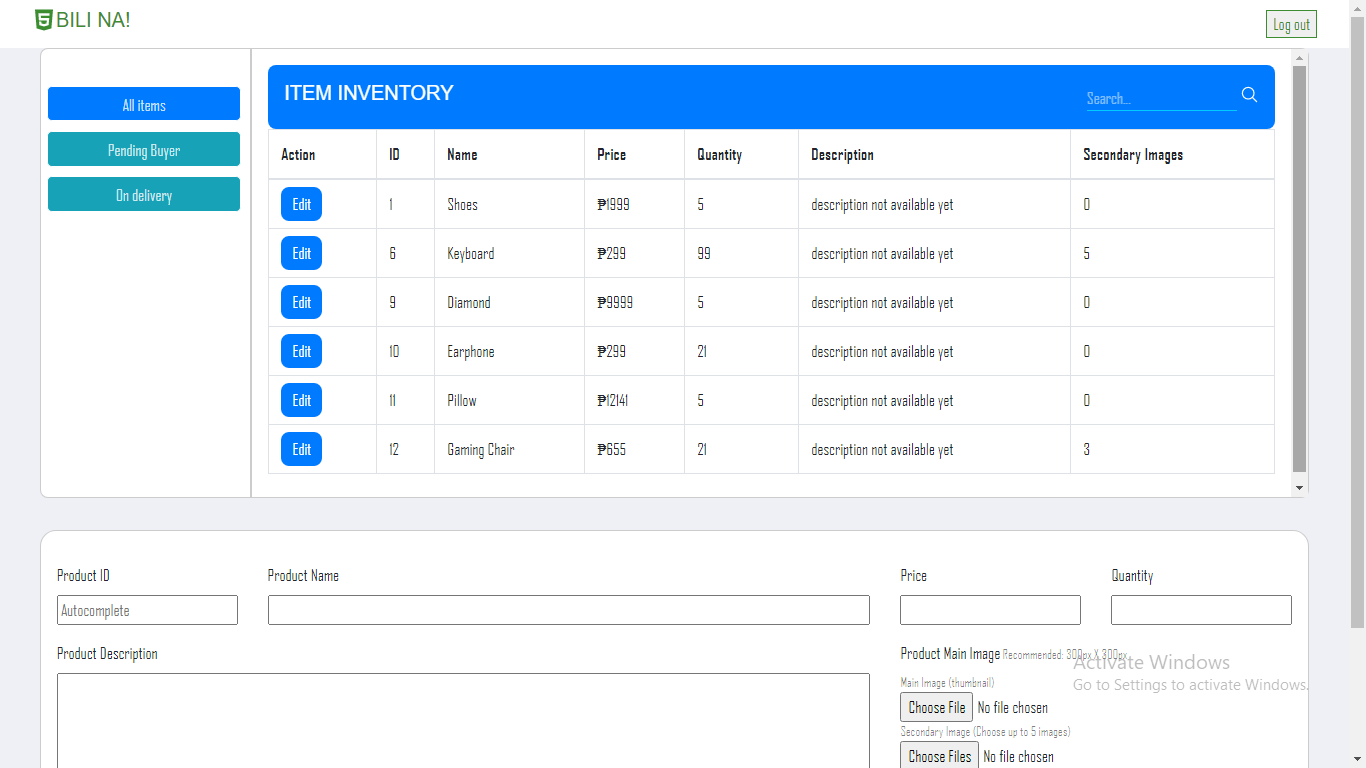 BILI NA!
Log out
All items
Pending Buyer
On delivery
ITEM INVENTORY
Search...
Action ID Name Price Quantity Description Secondary Images
Edit 1 Shoes ₱1999 5 description not available yet 0
Edit 6 Keyboard ₱299 99 description not available yet 5
Edit 9 Diamond ₱9999 5 description not available yet 0
Edit 10 Earphone ₱299 21 description not available yet 0
Edit 11 Pillow ₱12141 5 description not available yet 0
Edit 12 Gaming Chair ₱655 21 description not available yet 3
Product ID Product Name Price Quantity
Autocomplete
Product Description
Product Main Image Recommended: 300px X 300px
Activate Windows
Go to Settings to activate Windows.
Main Image (thumbnail)
Choose File No file chosen
Secondary Image (Choose up to 5 images)
Choose Files No file chosen